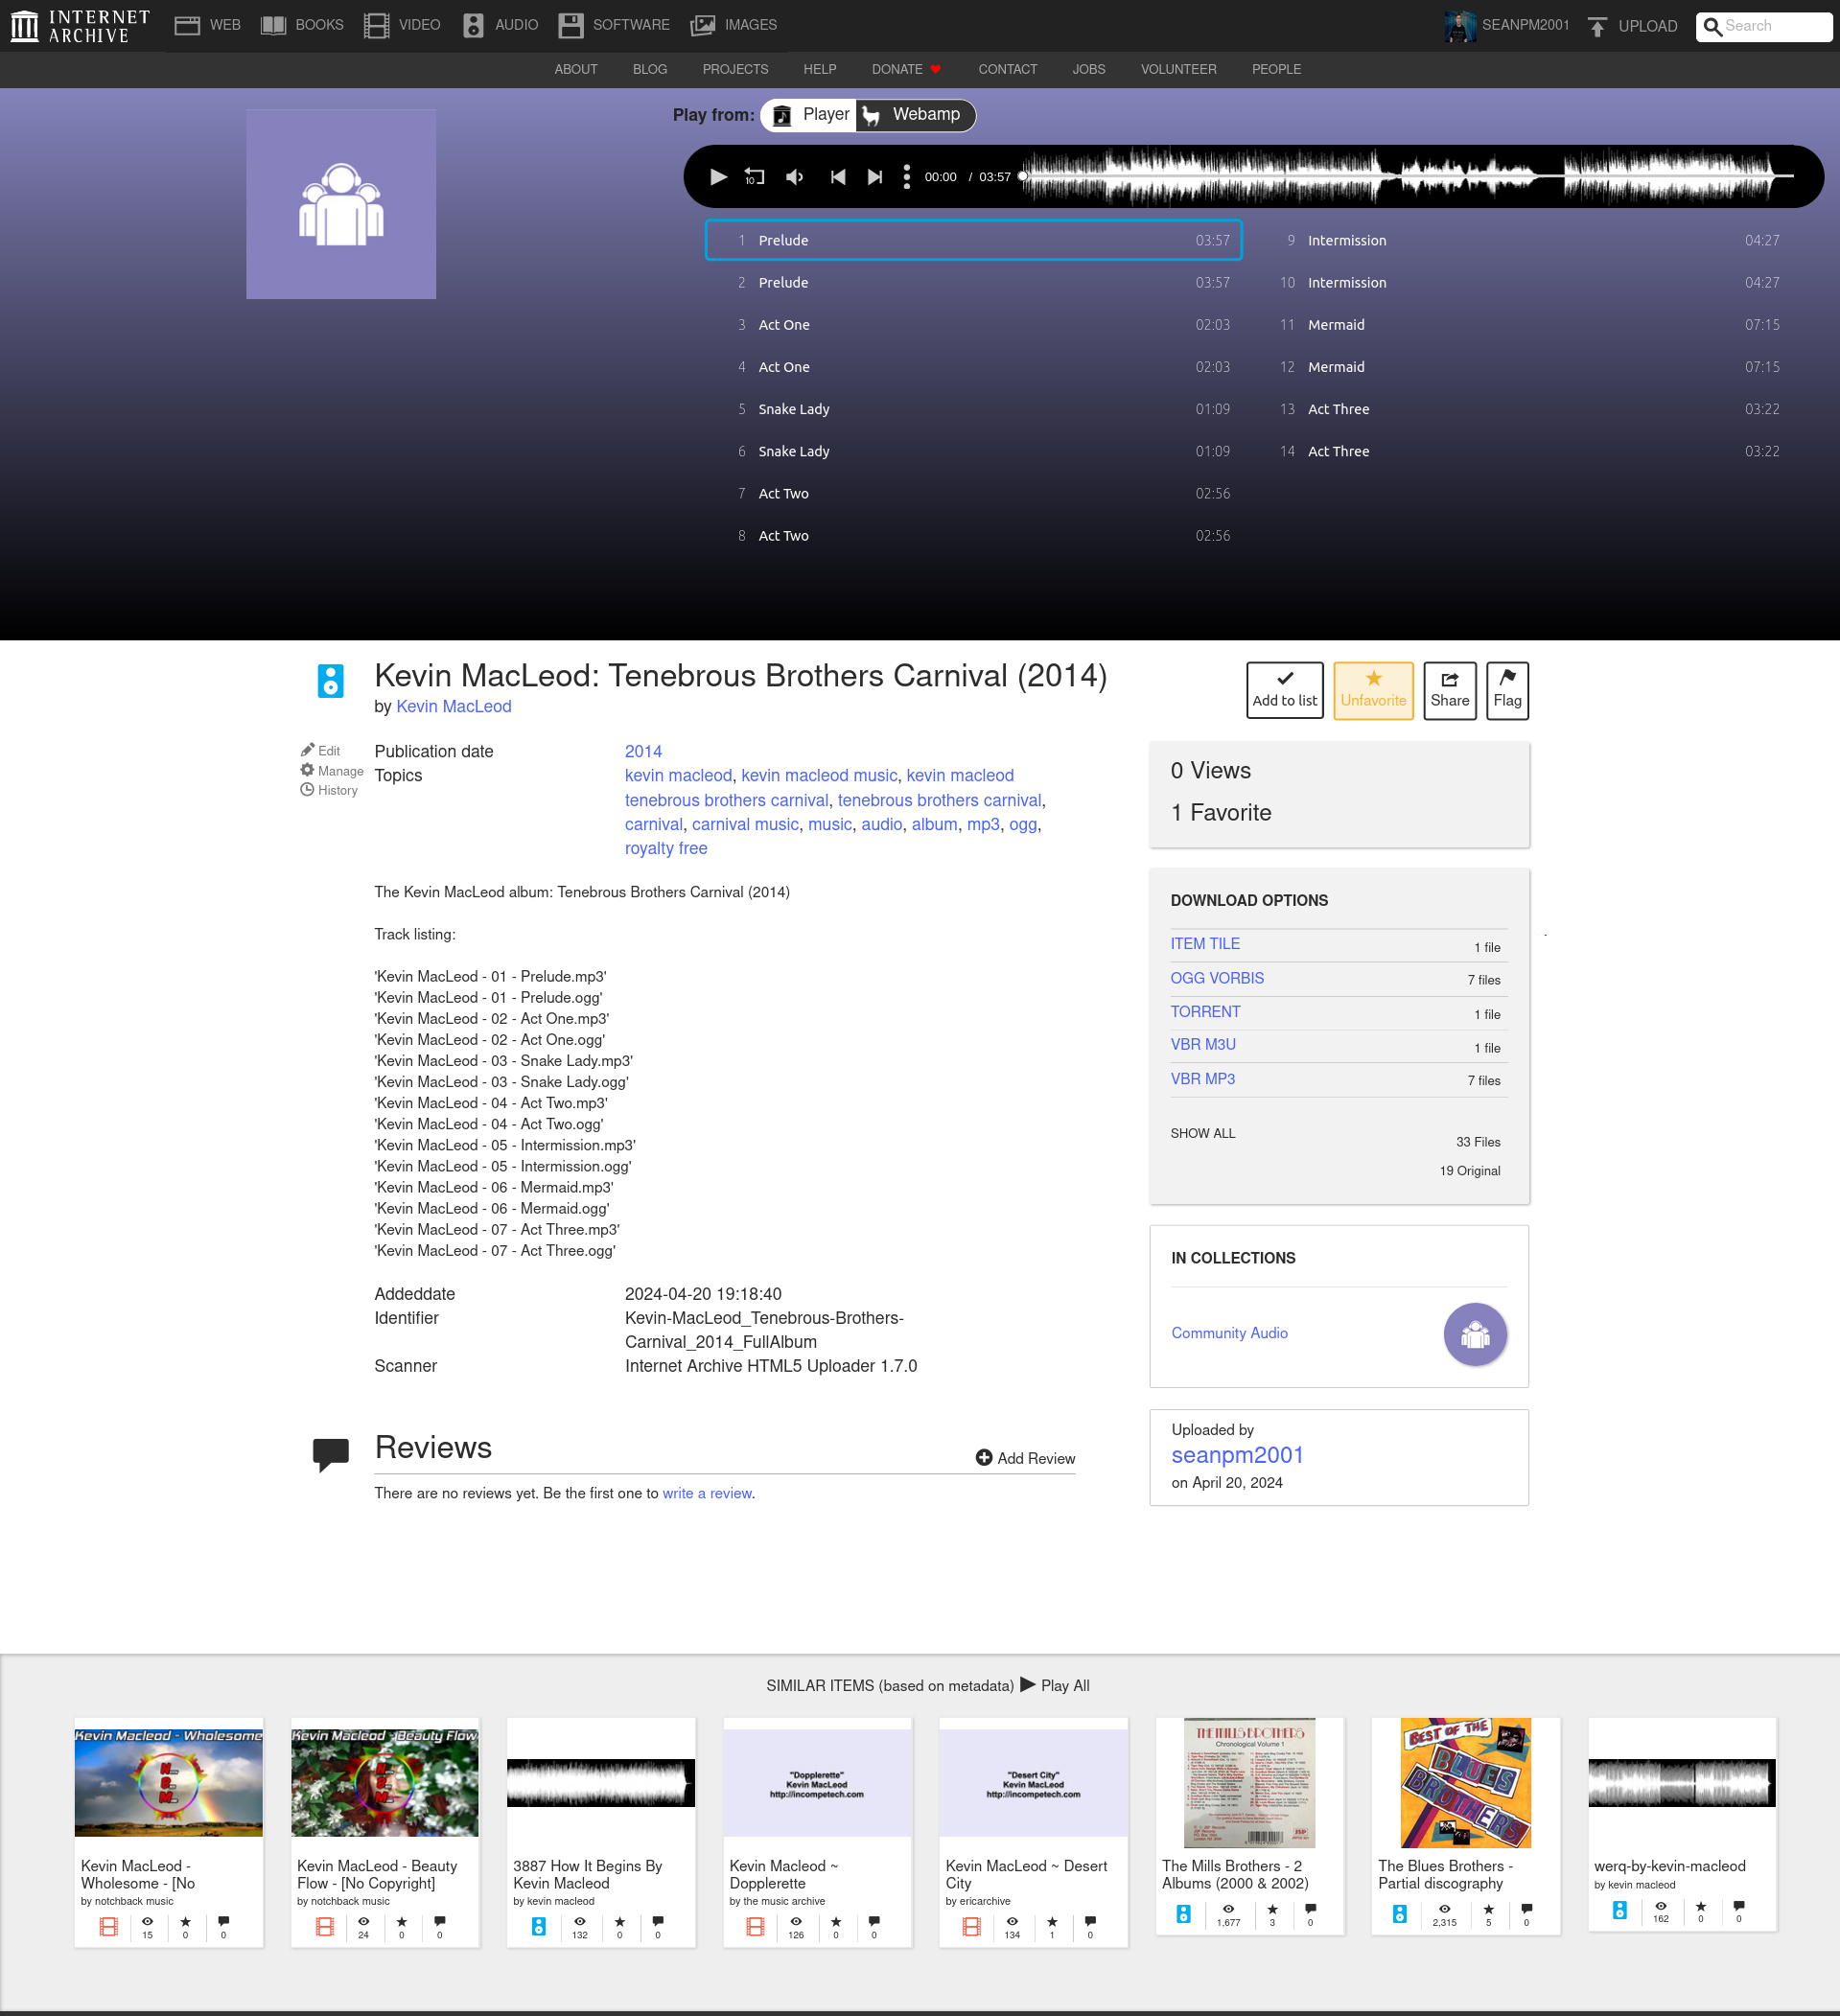 INTERNET
ARCHIVE
WEB
BOOKS
VIDEO
AUDIO
SOFTWARE
IMAGES
SEANPM2001
UPLOAD
Search
ABOUT
BLOG
PROJECTS
HELP
DONATE
CONTACT
JOBS
VOLUNTEER
PEOPLE
Play from:
Player
Webamp
10
00:00 / 03:57
1 Prelude 03:57
2 Prelude 03:57
3 Act One 02:03
4 Act One 02:03
5 Snake Lady 01:09
6 Snake Lady 01:09
7 Act Two 02:56
8 Act Two 02:56
9 Intermission 04:27
10 Intermission 04:27
11 Mermaid 07:15
12 Mermaid 07:15
13 Act Three 03:22
14 Act Three 03:22
Kevin MacLeod: Tenebrous Brothers Carnival (2014)
by Kevin MacLeod
Add to list
Unfavorite
Share
Flag
Edit
Manage
History
Publication date 2014
Topics kevin macleod, kevin macleod music, kevin macleod
tenebrous brothers carnival, tenebrous brothers carnival,
carnival, carnival music, music, audio, album, mp3, ogg,
royalty free
The Kevin MacLeod album: Tenebrous Brothers Carnival (2014)
Track listing:
'Kevin MacLeod - 01 - Prelude.mp3'
'Kevin MacLeod - 01 - Prelude.ogg'
'Kevin MacLeod - 02 - Act One.mp3'
'Kevin MacLeod - 02 - Act One.ogg'
'Kevin MacLeod - 03 - Snake Lady.mp3'
'Kevin MacLeod - 03 - Snake Lady.ogg'
'Kevin MacLeod - 04 - Act Two.mp3'
'Kevin MacLeod - 04 - Act Two.ogg'
'Kevin MacLeod - 05 - Intermission.mp3'
'Kevin MacLeod - 05 - Intermission.ogg'
'Kevin MacLeod - 06 - Mermaid.mp3'
'Kevin MacLeod - 06 - Mermaid.ogg'
'Kevin MacLeod - 07 - Act Three.mp3'
'Kevin MacLeod - 07 - Act Three.ogg'
Addeddate 2024-04-20 19:18:40
Identifier Kevin-MacLeod_Tenebrous-Brothers-
Carnival_2014_FullAlbum
Scanner Internet Archive HTML5 Uploader 1.7.0
Reviews
Add Review
There are no reviews yet. Be the first one to write a review.
0 Views
1 Favorite
DOWNLOAD OPTIONS
ITEM TILE 1 file
OGG VORBIS 7 files
TORRENT 1 file
VBR M3U 1 file
VBR MP3 7 files
SHOW ALL 33 Files
19 Original
IN COLLECTIONS
Community Audio
Uploaded by
seanpm2001
on April 20, 2024
SIMILAR ITEMS (based on metadata) Play All
Kevin Macleod - Wholesome
Kevin MacLeod -
Wholesome - [No
by notchback music
15 0 0
Kevin Macleod - Beauty Flow
Kevin MacLeod - Beauty
Flow - [No Copyright]
by notchback music
24 0 0
3887 How It Begins By
Kevin Macleod
by kevin macleod
132 0 0
"Dopplerette"
Kevin MacLeod
http://incompetech.com
Kevin Macleod ~
Dopplerette
by the music archive
126 0 0
"Desert City"
Kevin MacLeod
http://incompetech.com
Kevin MacLeod ~ Desert
City
by ericarchive
134 1 0
THE MILLS BROTHERS
Chronological Volume 1
The Mills Brothers - 2
Albums (2000 & 2002)
1,677 3 0
BEST OF THE
BLUES
BROTHERS
The Blues Brothers -
Partial discography
2,315 5 0
werq-by-kevin-macleod
by kevin macleod
162 0 0